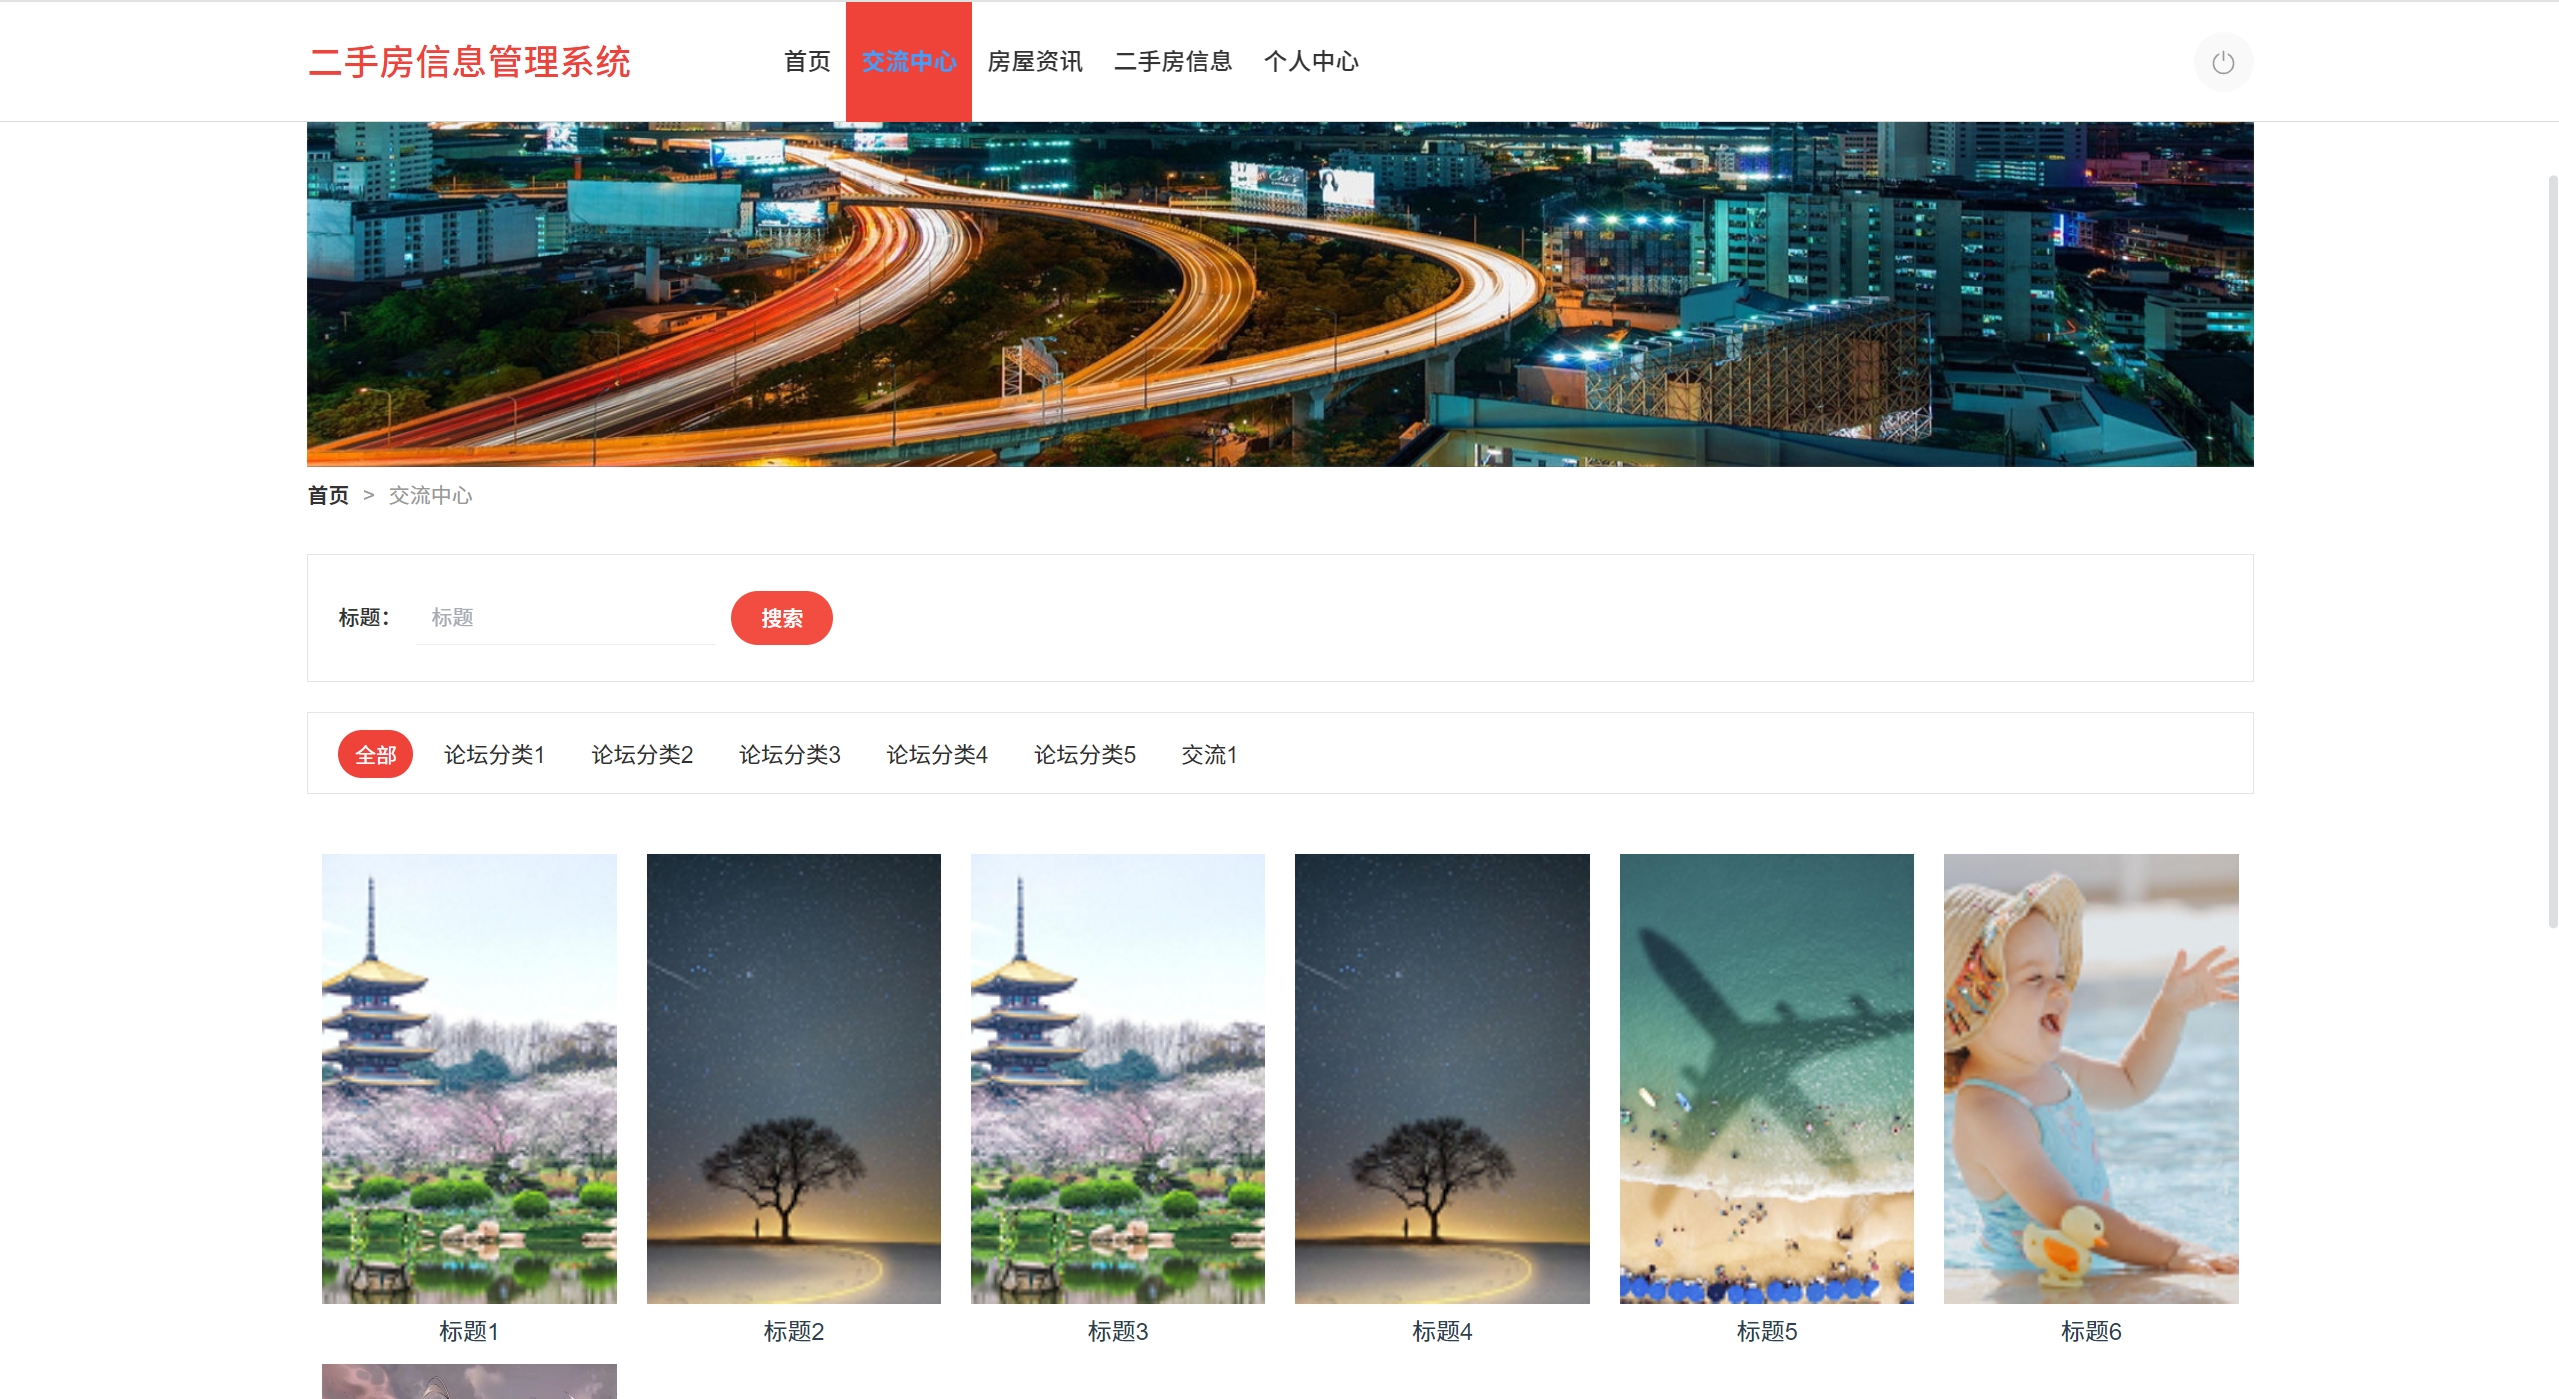 二手房信息管理系统
首页 交流中心 房屋资讯 二手房信息 个人中心
首页 > 交流中心
标题： 标题 搜索
全部 论坛分类1 论坛分类2 论坛分类3 论坛分类4 论坛分类5 交流1
标题1 标题2 标题3 标题4 标题5 标题6